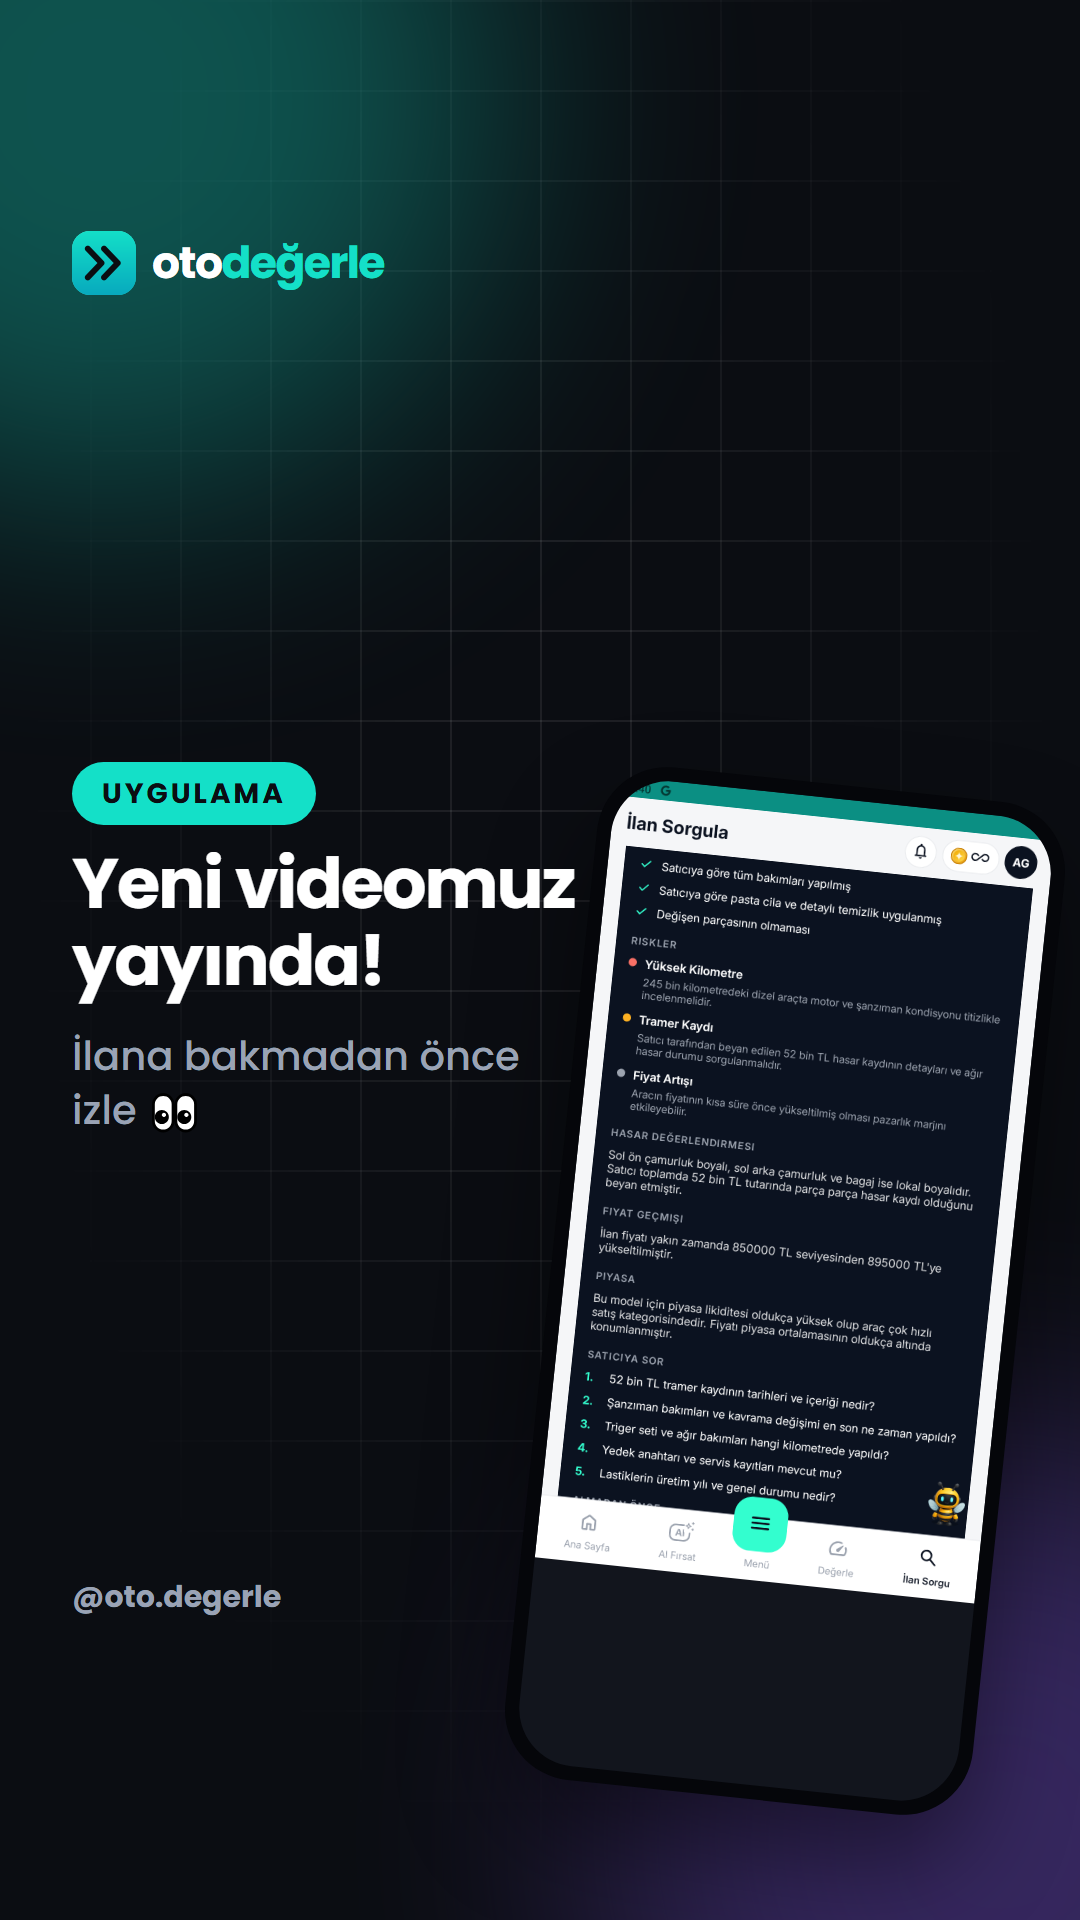 otodeğerle
UYGULAMA
Yeni videomuz
yayında!
İlana bakmadan önce
izle 👀
@oto.degerle
İlan Sorgula
AG
Satıcıya göre tüm bakımları yapılmış
Satıcıya göre pasta cila ve detaylı temizlik uygulanmış
Değişen parçasının olmaması
RISKLER
Yüksek Kilometre
245 bin kilometredeki dizel araçta motor ve şanzıman kondisyonu titizlikle
incelenmelidir.
Tramer Kaydı
Satıcı tarafından beyan edilen 52 bin TL hasar kaydının detayları ve ağır
hasar durumu sorgulanmalıdır.
Fiyat Artışı
Aracın fiyatının kısa süre önce yükseltilmiş olması pazarlık marjını
etkileyebilir.
HASAR DEĞERLENDIRMESI
Sol ön çamurluk boyalı, sol arka çamurluk ve bagaj ise lokal boyalıdır.
Satıcı toplamda 52 bin TL tutarında parça parça hasar kaydı olduğunu
beyan etmiştir.
FIYAT GEÇMIŞI
İlan fiyatı yakın zamanda 850000 TL seviyesinden 895000 TL'ye
yükseltilmiştir.
PIYASA
Bu model için piyasa likiditesi oldukça yüksek olup araç çok hızlı
satış kategorisindedir. Fiyatı piyasa ortalamasının oldukça altında
konumlanmıştır.
SATICIYA SOR
1. 52 bin TL tramer kaydının tarihleri ve içeriği nedir?
2. Şanzıman bakımları ve kavrama değişimi en son ne zaman yapıldı?
3. Triger seti ve ağır bakımları hangi kilometrede yapıldı?
4. Yedek anahtarı ve servis kayıtları mevcut mu?
5. Lastiklerin üretim yılı ve genel durumu nedir?
Ana Sayfa
AI
AI Fırsat
Menü
Değerle
İlan Sorgu